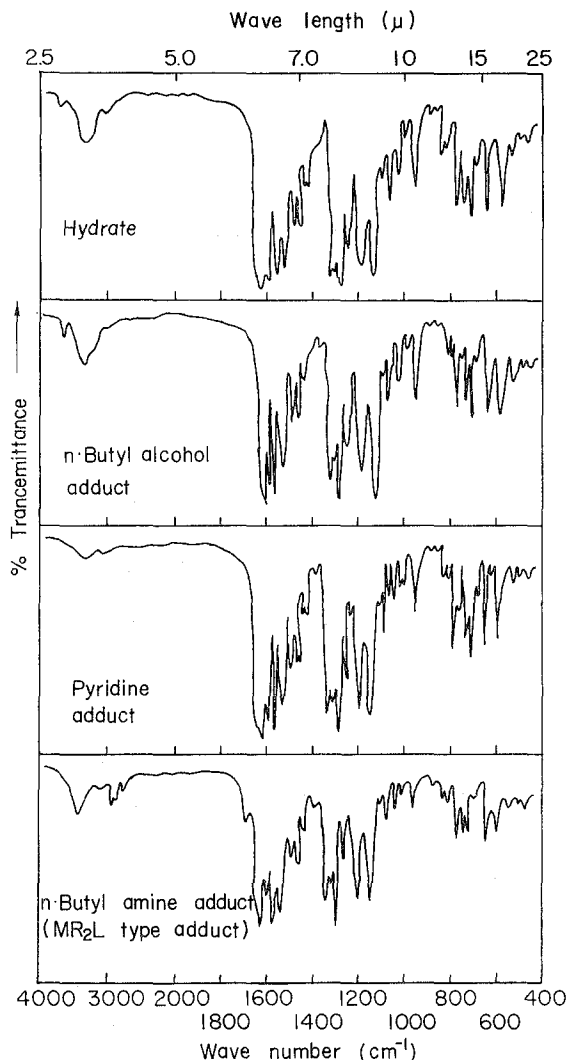 Wave length (μ)
2.5 5.0 7.0 10 15 25
Hydrate
n·Butyl alcohol
adduct
% Trancemittance
Pyridine
adduct
n·Butyl amine adduct
(MR₂L type adduct)
4000 3000 2000 1600 1200 800 400
1800 1400 1000 600
Wave number (cm⁻¹)